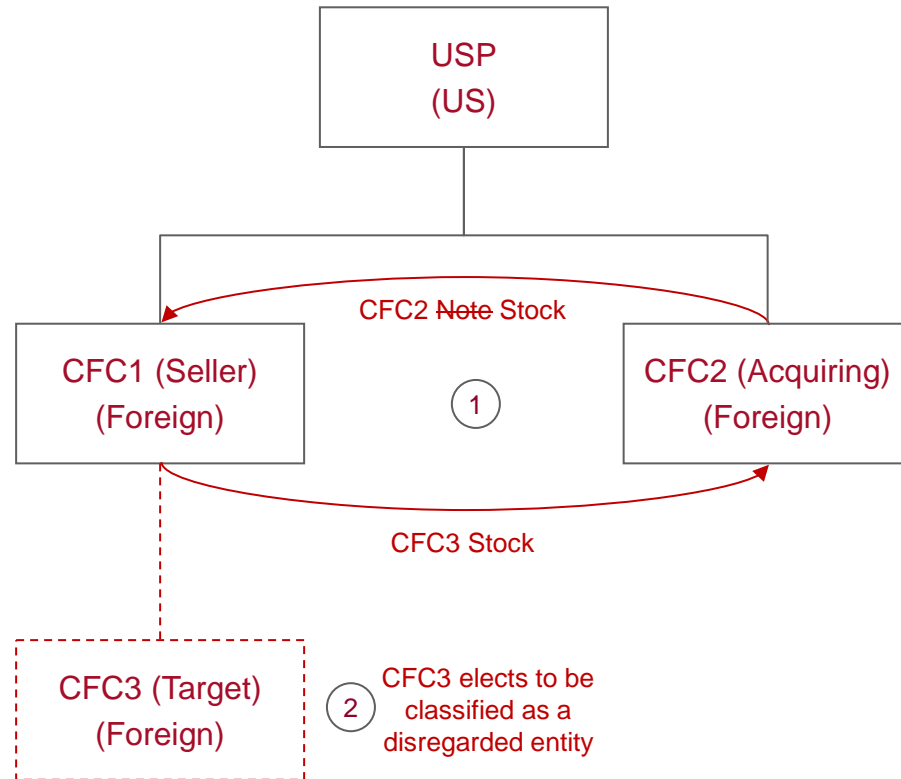 USP
(US)
CFC2 Note Stock
CFC1 (Seller)
(Foreign)
CFC2 (Acquiring)
(Foreign)
1
CFC3 Stock
CFC3 (Target)
(Foreign)
2
CFC3 elects to be
classified as a
disregarded entity